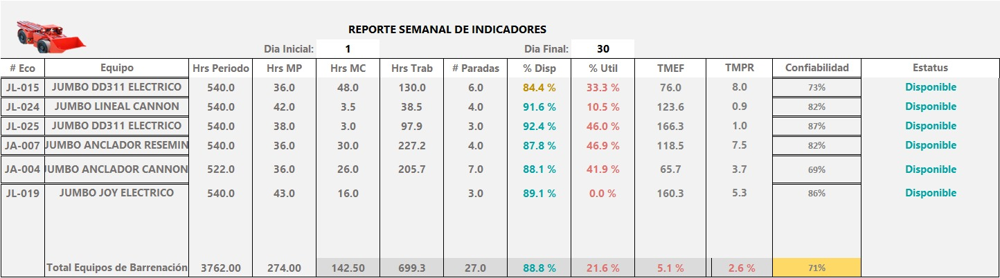 REPORTE SEMANAL DE INDICADORES
Dia Inicial: 1 Dia Final: 30
# Eco Equipo Hrs Periodo Hrs MP Hrs MC Hrs Trab # Paradas % Disp % Util TMEF TMPR Confiabilidad Estatus
JL-015 JUMBO DD311 ELECTRICO 540.0 36.0 48.0 130.0 6.0 84.4 % 33.3 % 76.0 8.0 73% Disponible
JL-024 JUMBO LINEAL CANNON 540.0 42.0 3.5 38.5 4.0 91.6 % 10.5 % 123.6 0.9 82% Disponible
JL-025 JUMBO DD311 ELECTRICO 540.0 38.0 3.0 97.9 3.0 92.4 % 46.0 % 166.3 1.0 87% Disponible
JA-007 JUMBO ANCLADOR RESEMIN 540.0 36.0 30.0 227.2 4.0 87.8 % 46.9 % 118.5 7.5 82% Disponible
JA-004 JUMBO ANCLADOR CANNON 522.0 36.0 26.0 205.7 7.0 88.1 % 41.9 % 65.7 3.7 69% Disponible
JL-019 JUMBO JOY ELECTRICO 540.0 43.0 16.0 3.0 89.1 % 0.0 % 160.3 5.3 86% Disponible
Total Equipos de Barrenación 3762.00 274.00 142.50 699.3 27.0 88.8 % 21.6 % 5.1 % 2.6 % 71%